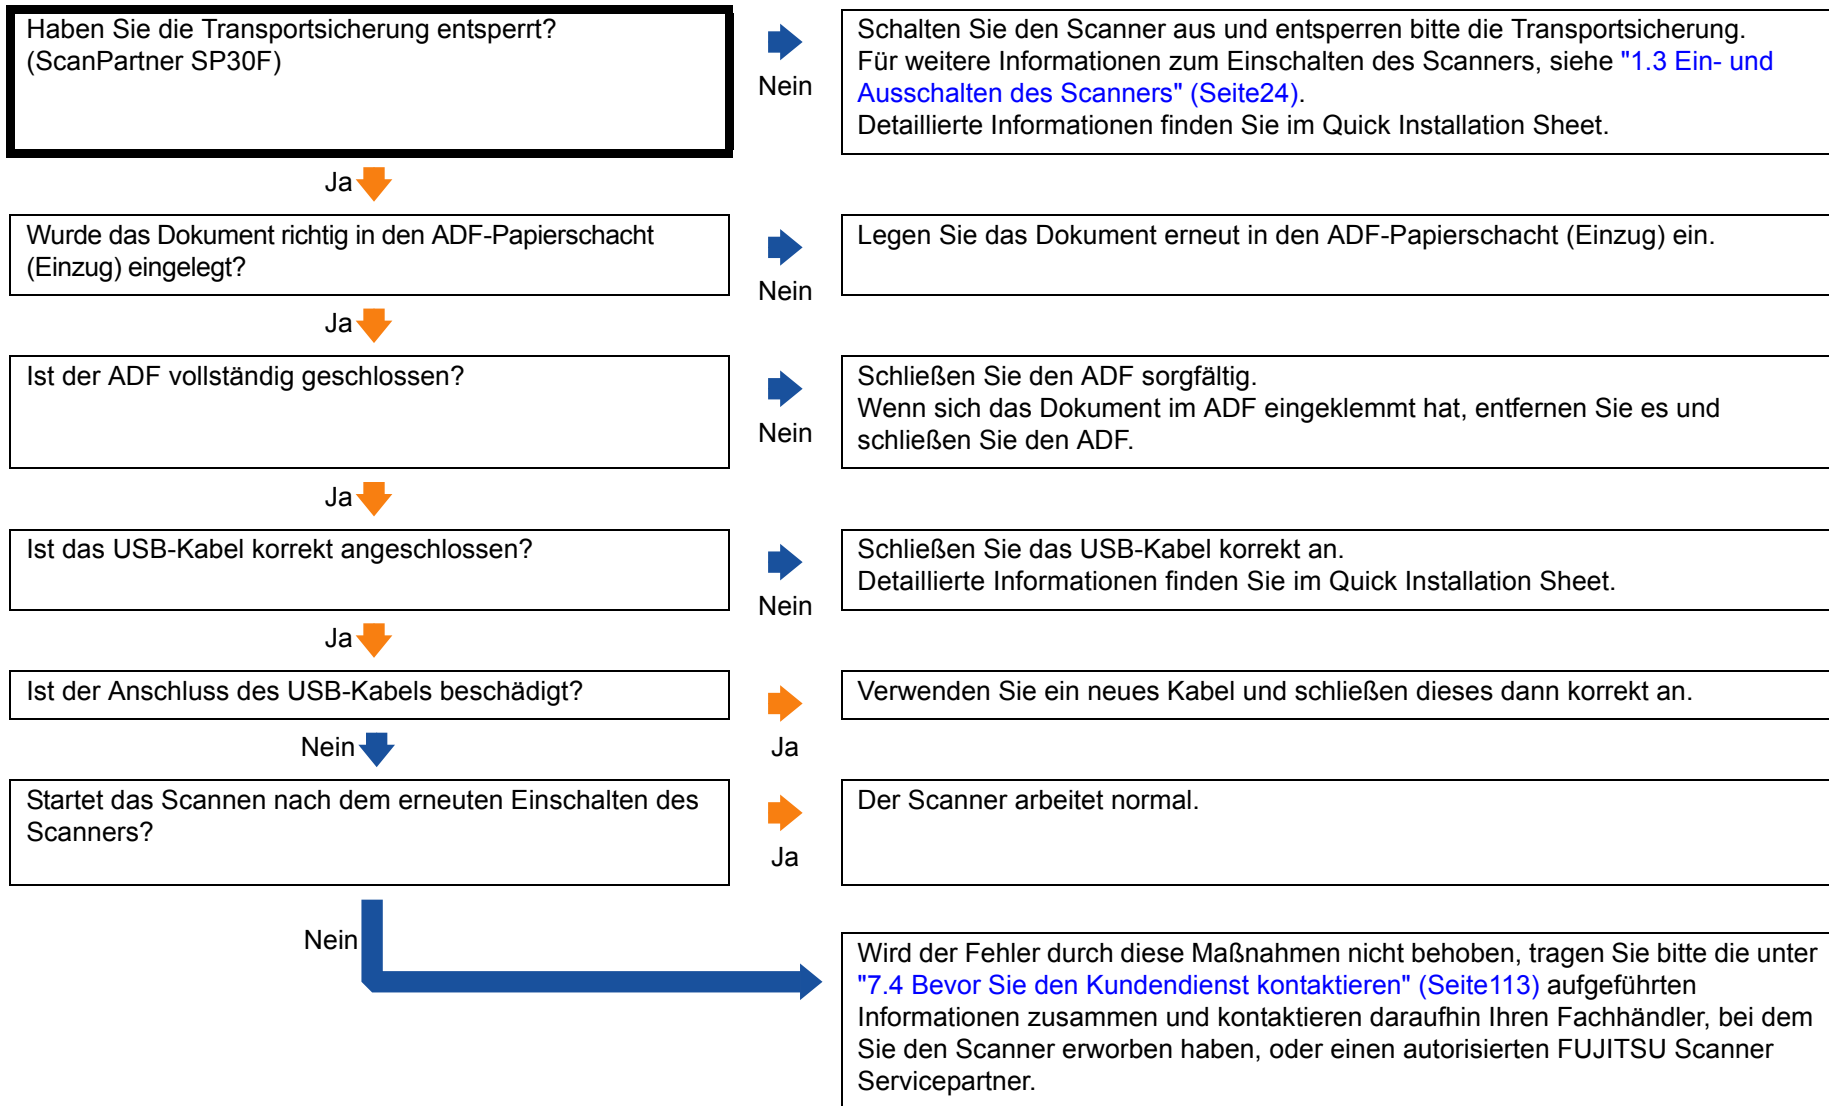 Haben Sie die Transportsicherung entsperrt?
(ScanPartner SP30F)
Nein
Schalten Sie den Scanner aus und entsperren bitte die Transportsicherung.
Für weitere Informationen zum Einschalten des Scanners, siehe "1.3 Ein- und
Ausschalten des Scanners" (Seite24).
Detaillierte Informationen finden Sie im Quick Installation Sheet.
Ja
Wurde das Dokument richtig in den ADF-Papierschacht
(Einzug) eingelegt?
Nein
Legen Sie das Dokument erneut in den ADF-Papierschacht (Einzug) ein.
Ja
Ist der ADF vollständig geschlossen?
Nein
Schließen Sie den ADF sorgfältig.
Wenn sich das Dokument im ADF eingeklemmt hat, entfernen Sie es und
schließen Sie den ADF.
Ja
Ist das USB-Kabel korrekt angeschlossen?
Nein
Schließen Sie das USB-Kabel korrekt an.
Detaillierte Informationen finden Sie im Quick Installation Sheet.
Ja
Ist der Anschluss des USB-Kabels beschädigt?
Ja
Verwenden Sie ein neues Kabel und schließen dieses dann korrekt an.
Nein
Startet das Scannen nach dem erneuten Einschalten des
Scanners?
Ja
Der Scanner arbeitet normal.
Nein
Wird der Fehler durch diese Maßnahmen nicht behoben, tragen Sie bitte die unter
"7.4 Bevor Sie den Kundendienst kontaktieren" (Seite113) aufgeführten
Informationen zusammen und kontaktieren daraufhin Ihren Fachhändler, bei dem
Sie den Scanner erworben haben, oder einen autorisierten FUJITSU Scanner
Servicepartner.